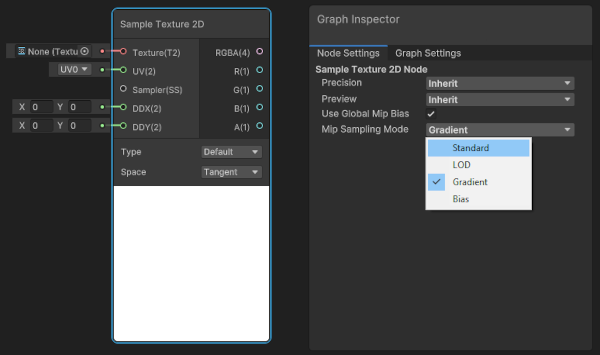 Sample Texture 2D
None (Textu
Texture(T2)
RGBA(4)
UV0
UV(2)
R(1)
Sampler(SS)
G(1)
X 0 Y 0
DDX(2)
B(1)
X 0 Y 0
DDY(2)
A(1)
Type
Default
Space
Tangent
Graph Inspector
Node Settings
Graph Settings
Sample Texture 2D Node
Precision
Inherit
Preview
Inherit
Use Global Mip Bias
Mip Sampling Mode
Gradient
Standard
LOD
Gradient
Bias